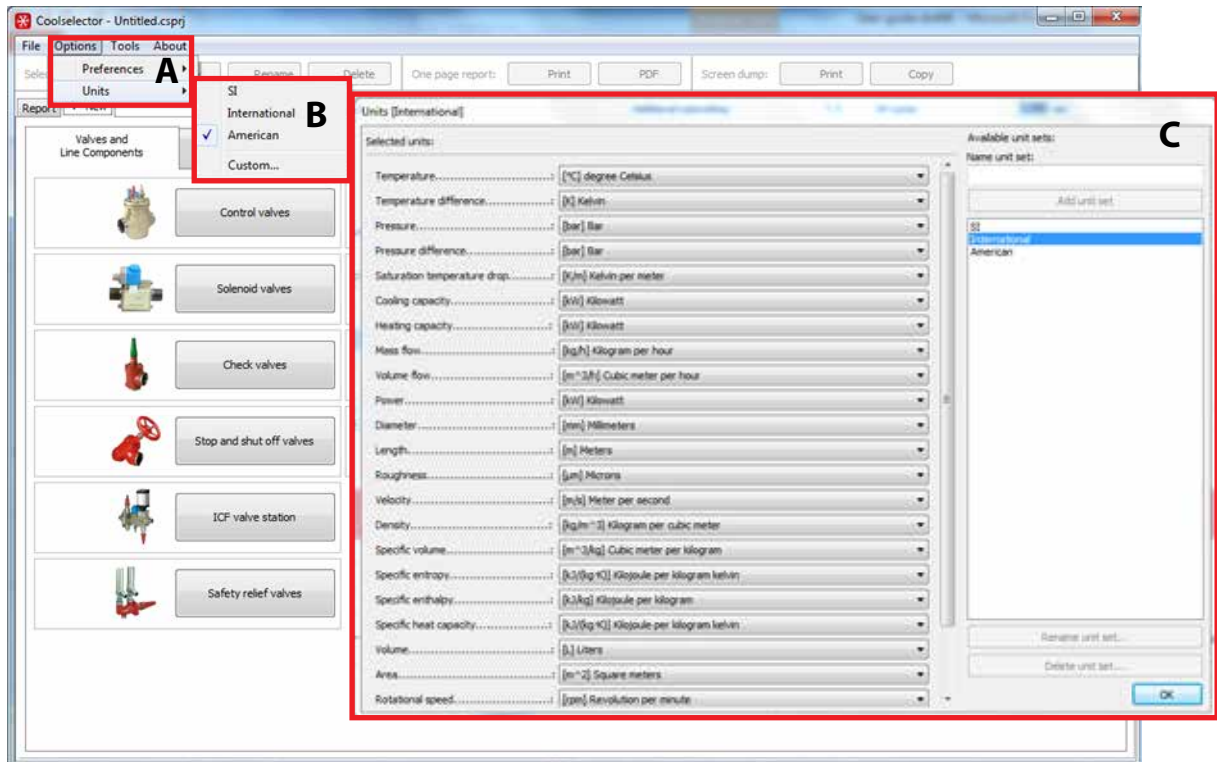 Coolselector - Untitled.csprj
File Options Tools About
Preferences
A
Units
Rename
Delete
One page report:
Print
PDF
Screen dump:
Print
Copy
Report
New
SI
International
American
Custom...
B
Valves and
Line Components
Control valves
Solenoid valves
Check valves
Stop and shut off valves
ICF valve station
Safety relief valves
Units [International]
C
Selected units:
Temperature: [°C] degree Celsius
Temperature difference: [K] Kelvin
Pressure: [bar] Bar
Pressure difference: [bar] Bar
Saturation temperature drop: [K/m] Kelvin per meter
Cooling capacity: [kW] Kilowatt
Heating capacity: [kW] Kilowatt
Mass flow: [kg/h] Kilogram per hour
Volume flow: [m^3/h] Cubic meter per hour
Power: [kW] Kilowatt
Diameter: [mm] Millimeters
Length: [m] Meters
Roughness: [µm] Microns
Velocity: [m/s] Meter per second
Density: [kg/m^3] Kilogram per cubic meter
Specific volume: [m^3/kg] Cubic meter per kilogram
Specific entropy: [kJ/(kg·K)] Kilojoule per kilogram kelvin
Specific enthalpy: [kJ/kg] Kilojoule per kilogram
Specific heat capacity: [kJ/(kg·K)] Kilojoule per kilogram kelvin
Volume: [L] Liters
Area: [m^2] Square meters
Rotational speed: [rpm] Revolution per minute
Available unit sets:
Name unit set:
Add unit set
SI
International
American
Rename unit set...
Delete unit set...
OK